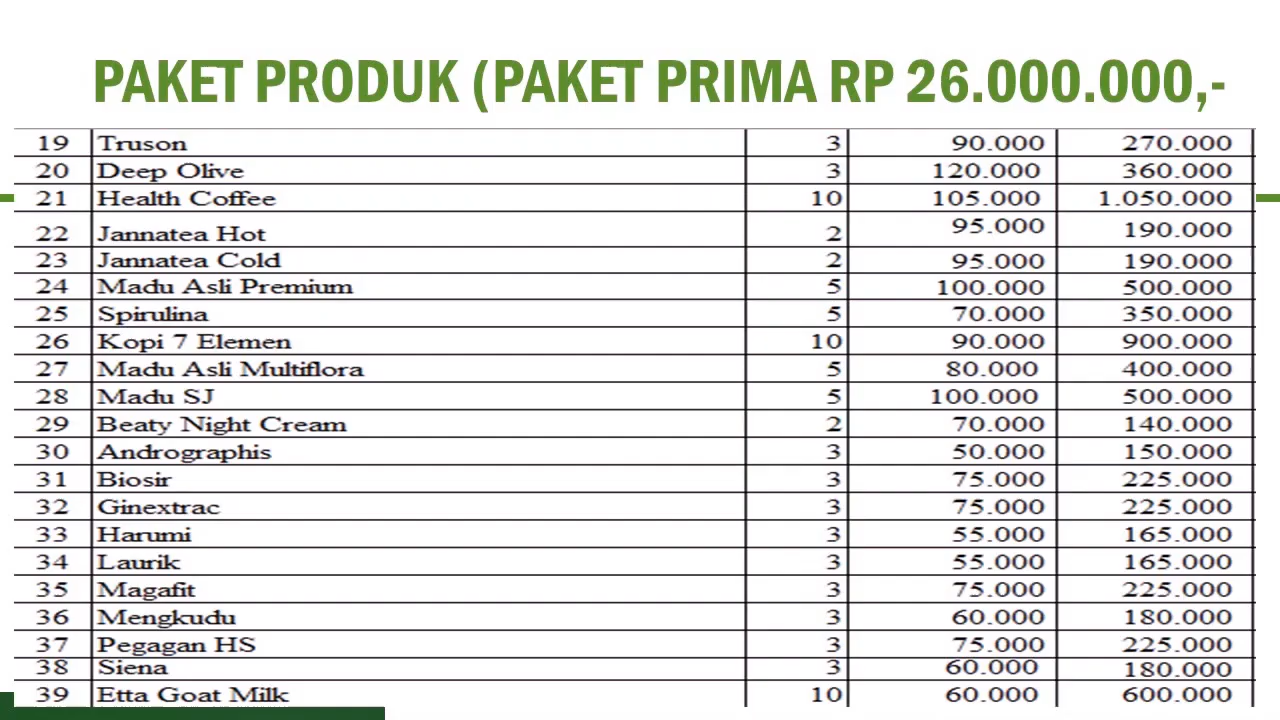 PAKET PRODUK (PAKET PRIMA RP 26.000.000,-
19 Truson 3 90.000 270.000
20 Deep Olive 3 120.000 360.000
21 Health Coffee 10 105.000 1.050.000
22 Jannatea Hot 2 95.000 190.000
23 Jannatea Cold 2 95.000 190.000
24 Madu Asli Premium 5 100.000 500.000
25 Spirulina 5 70.000 350.000
26 Kopi 7 Elemen 10 90.000 900.000
27 Madu Asli Multiflora 5 80.000 400.000
28 Madu SJ 5 100.000 500.000
29 Beaty Night Cream 2 70.000 140.000
30 Andrographis 3 50.000 150.000
31 Biosir 3 75.000 225.000
32 Ginextrac 3 75.000 225.000
33 Harumi 3 55.000 165.000
34 Laurik 3 55.000 165.000
35 Magafit 3 75.000 225.000
36 Mengkudu 3 60.000 180.000
37 Pegagan HS 3 75.000 225.000
38 Siena 3 60.000 180.000
39 Etta Goat Milk 10 60.000 600.000